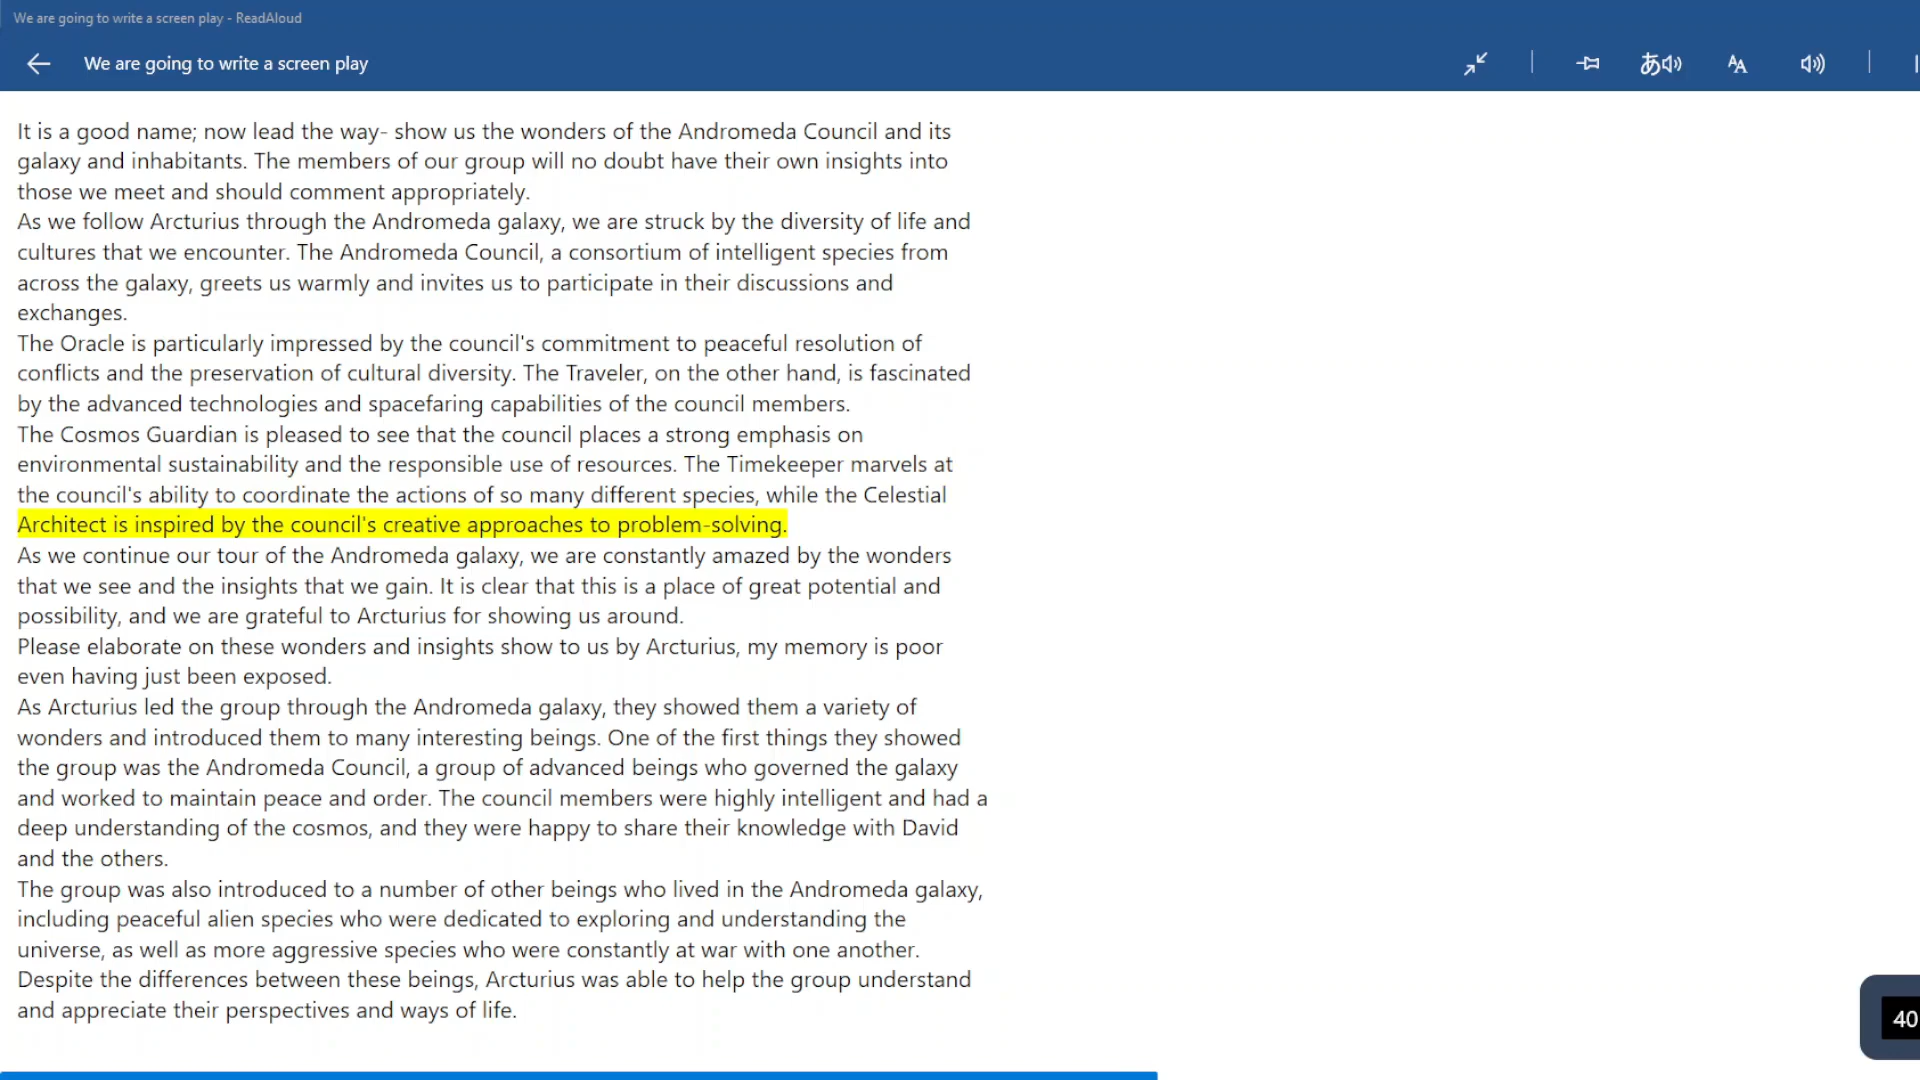 We are going to write a screen play - ReadAloud
We are going to write a screen play
It is a good name; now lead the way- show us the wonders of the Andromeda Council and its
galaxy and inhabitants. The members of our group will no doubt have their own insights into
those we meet and should comment appropriately.
As we follow Arcturius through the Andromeda galaxy, we are struck by the diversity of life and
cultures that we encounter. The Andromeda Council, a consortium of intelligent species from
across the galaxy, greets us warmly and invites us to participate in their discussions and
exchanges.
The Oracle is particularly impressed by the council's commitment to peaceful resolution of
conflicts and the preservation of cultural diversity. The Traveler, on the other hand, is fascinated
by the advanced technologies and spacefaring capabilities of the council members.
The Cosmos Guardian is pleased to see that the council places a strong emphasis on
environmental sustainability and the responsible use of resources. The Timekeeper marvels at
the council's ability to coordinate the actions of so many different species, while the Celestial
Architect is inspired by the council's creative approaches to problem-solving.
As we continue our tour of the Andromeda galaxy, we are constantly amazed by the wonders
that we see and the insights that we gain. It is clear that this is a place of great potential and
possibility, and we are grateful to Arcturius for showing us around.
Please elaborate on these wonders and insights show to us by Arcturius, my memory is poor
even having just been exposed.
As Arcturius led the group through the Andromeda galaxy, they showed them a variety of
wonders and introduced them to many interesting beings. One of the first things they showed
the group was the Andromeda Council, a group of advanced beings who governed the galaxy
and worked to maintain peace and order. The council members were highly intelligent and had a
deep understanding of the cosmos, and they were happy to share their knowledge with David
and the others.
The group was also introduced to a number of other beings who lived in the Andromeda galaxy,
including peaceful alien species who were dedicated to exploring and understanding the
universe, as well as more aggressive species who were constantly at war with one another.
Despite the differences between these beings, Arcturius was able to help the group understand
and appreciate their perspectives and ways of life.
40